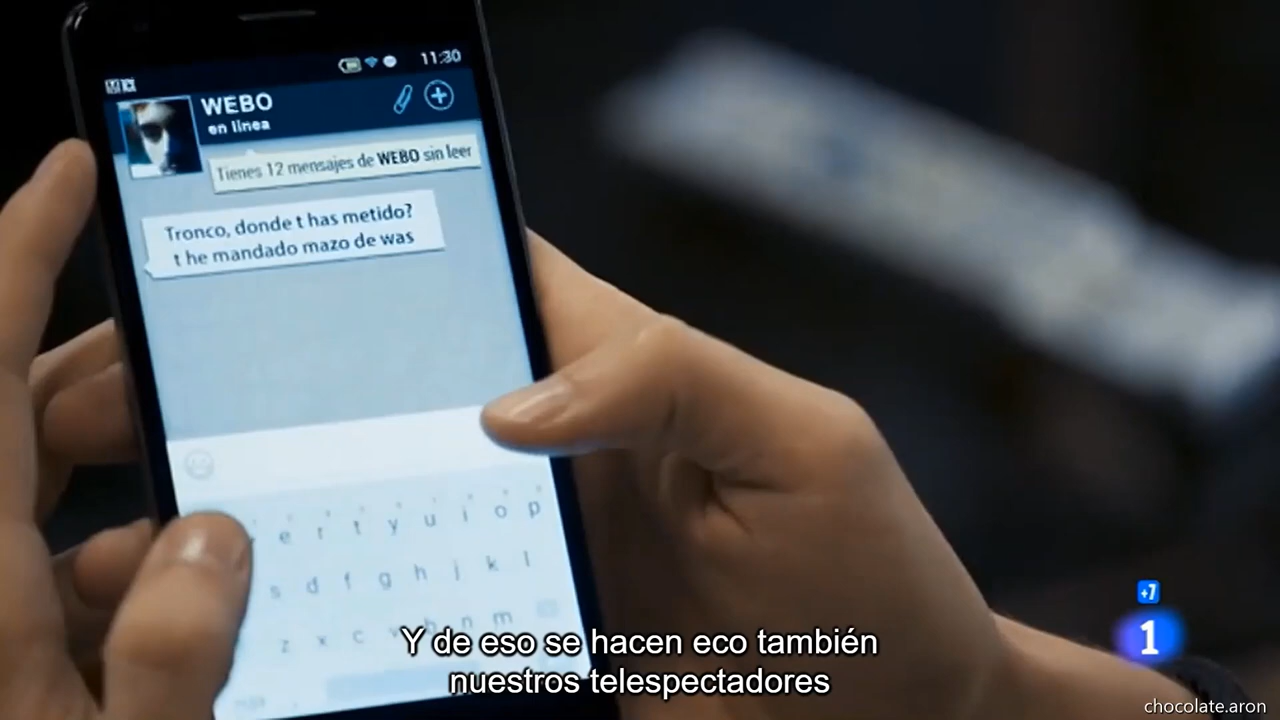 11:30
WEBO
en línea
Tienes 12 mensajes de WEBO sin leer
Tronco, donde t has metido?
t he mandado mazo de was
e r t y u i o p
s d f g h j k l
z x c v b n m
Y de eso se hacen eco también
nuestros telespectadores
+7
1
chocolate.aron